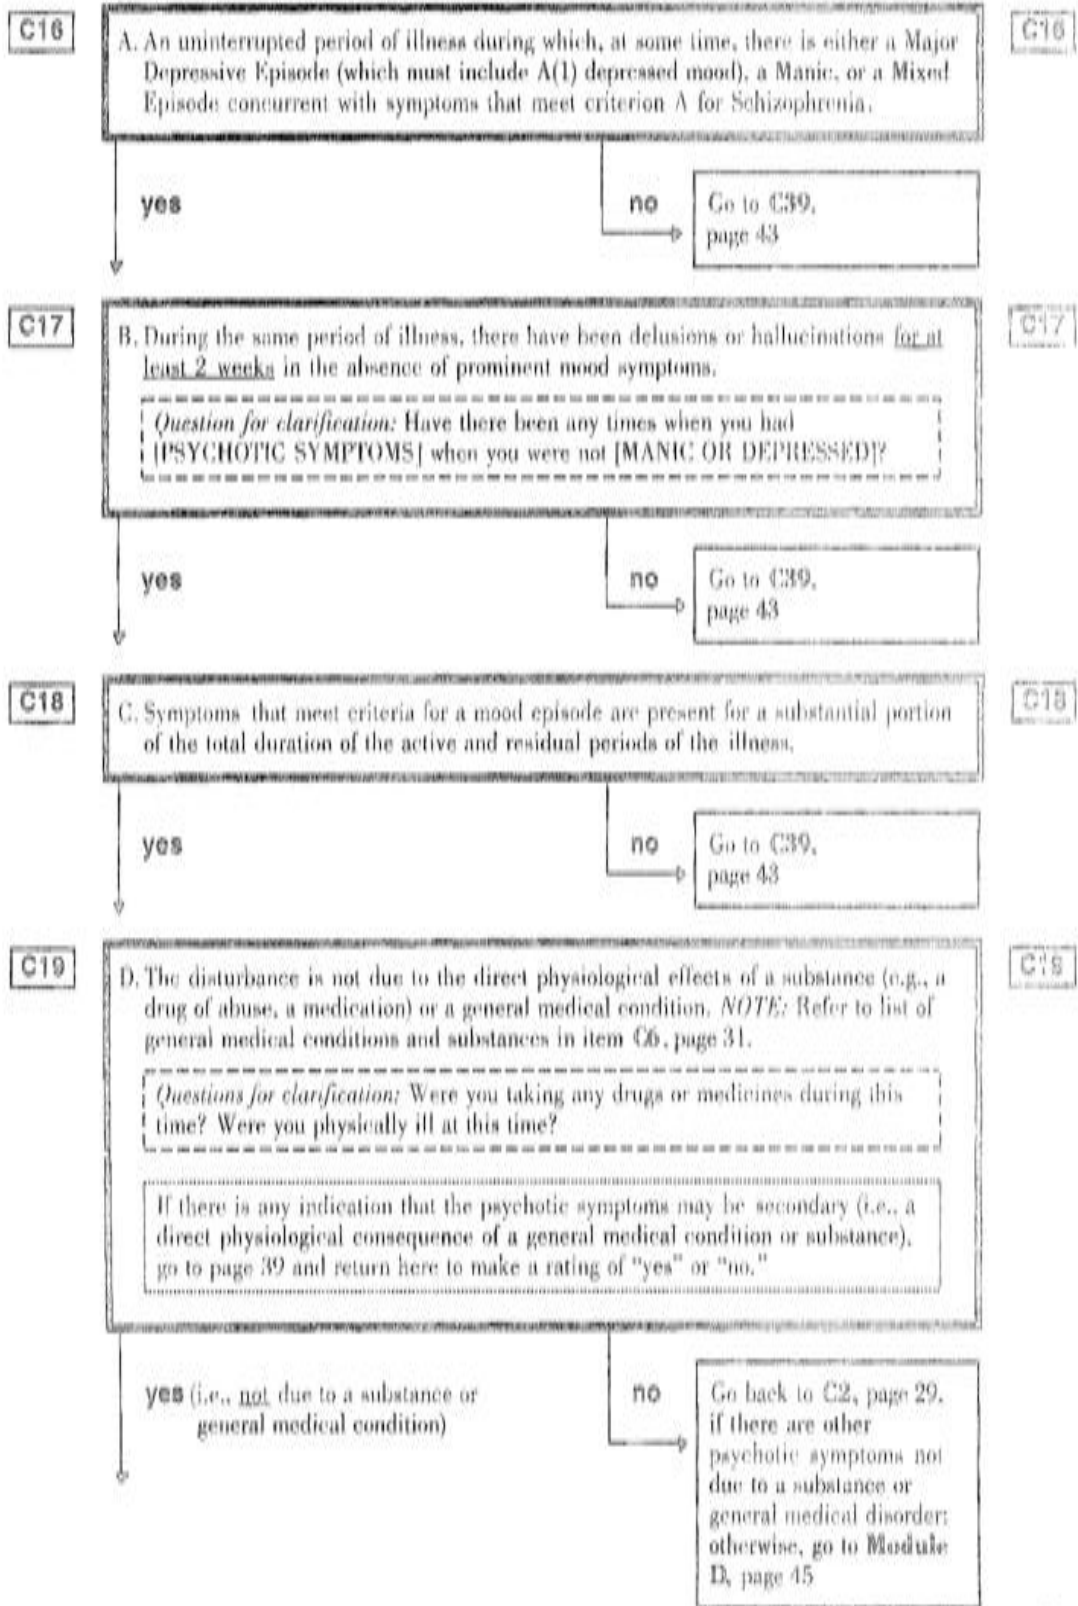 C16
A. An uninterrupted period of illness during which, at some time, there is either a Major
Depressive Episode (which must include A(1) depressed mood), a Manic, or a Mixed
Episode concurrent with symptoms that meet criterion A for Schizophrenia.
C16
yes
no
Go to C39,
page 43
C17
B. During the same period of illness, there have been delusions or hallucinations for at
least 2 weeks in the absence of prominent mood symptoms.
Question for clarification: Have there been any times when you had
[PSYCHOTIC SYMPTOMS] when you were not [MANIC OR DEPRESSED]?
C17
yes
no
Go to C39,
page 43
C18
C. Symptoms that meet criteria for a mood episode are present for a substantial portion
of the total duration of the active and residual periods of the illness.
C18
yes
no
Go to C39,
page 43
C19
D. The disturbance is not due to the direct physiological effects of a substance (e.g., a
drug of abuse, a medication) or a general medical condition. NOTE: Refer to list of
general medical conditions and substances in item C6, page 31.
Questions for clarification: Were you taking any drugs or medicines during this
time? Were you physically ill at this time?
If there is any indication that the psychotic symptoms may be secondary (i.e., a
direct physiological consequence of a general medical condition or substance),
go to page 39 and return here to make a rating of "yes" or "no."
C19
yes (i.e., not due to a substance or
general medical condition)
no
Go back to C2, page 29,
if there are other
psychotic symptoms not
due to a substance or
general medical disorder;
otherwise, go to Module
D, page 45